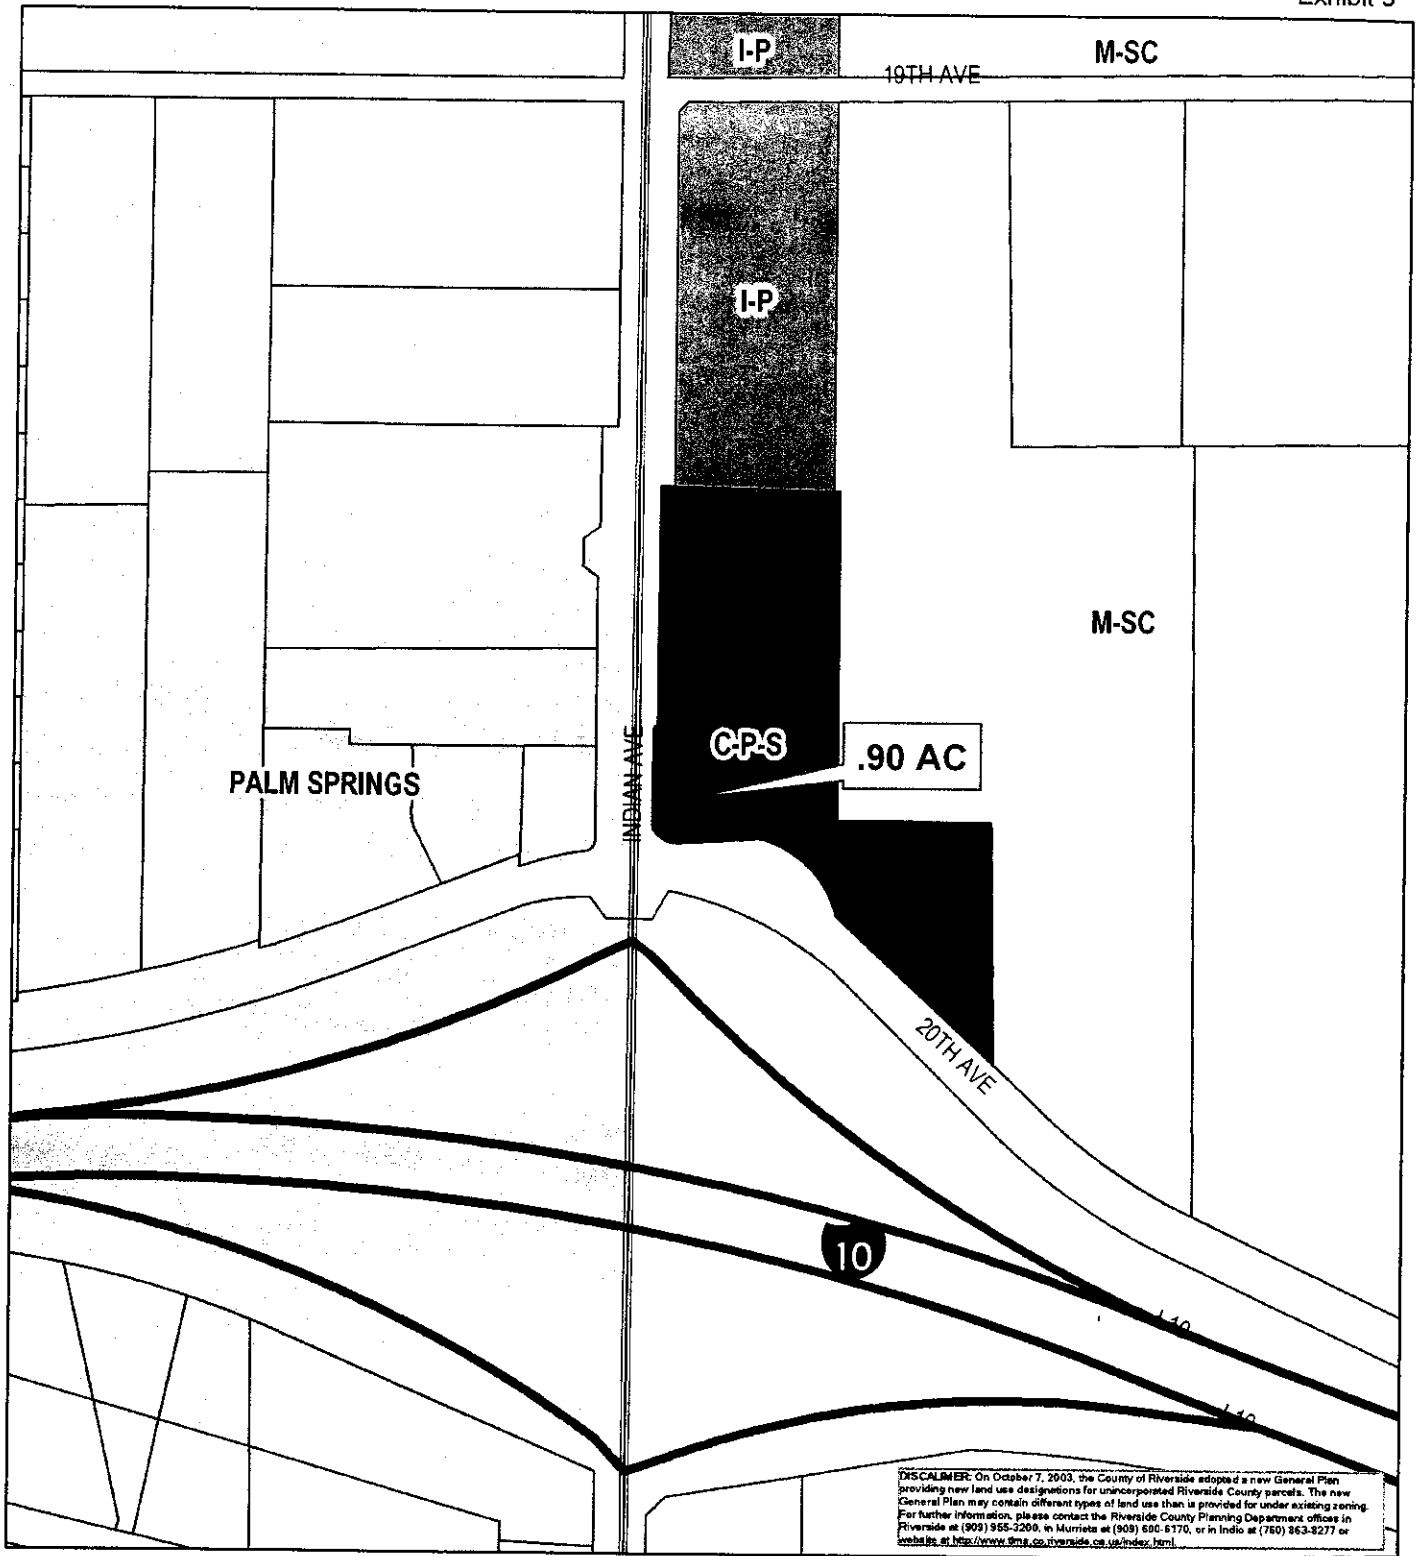 I-P
M-SC
19TH AVE
I-P
M-SC
C-P-S
.90 AC
PALM SPRINGS
INDIAN AVE
20TH AVE
10
I-10
I-10
DISCALIMER: On October 7, 2003, the County of Riverside adopted a new General Plan
providing new land use designations for unincorporated Riverside County parcels. The new
General Plan may contain different types of land use than is provided for under existing zoning.
For further information, please contact the Riverside County Planning Department offices in
Riverside at (909) 955-3200, in Murrieta at (909) 600-6170, or in Indio at (760) 863-8277 or
website at http://www.tlma.co.riverside.ca.us/index.html.